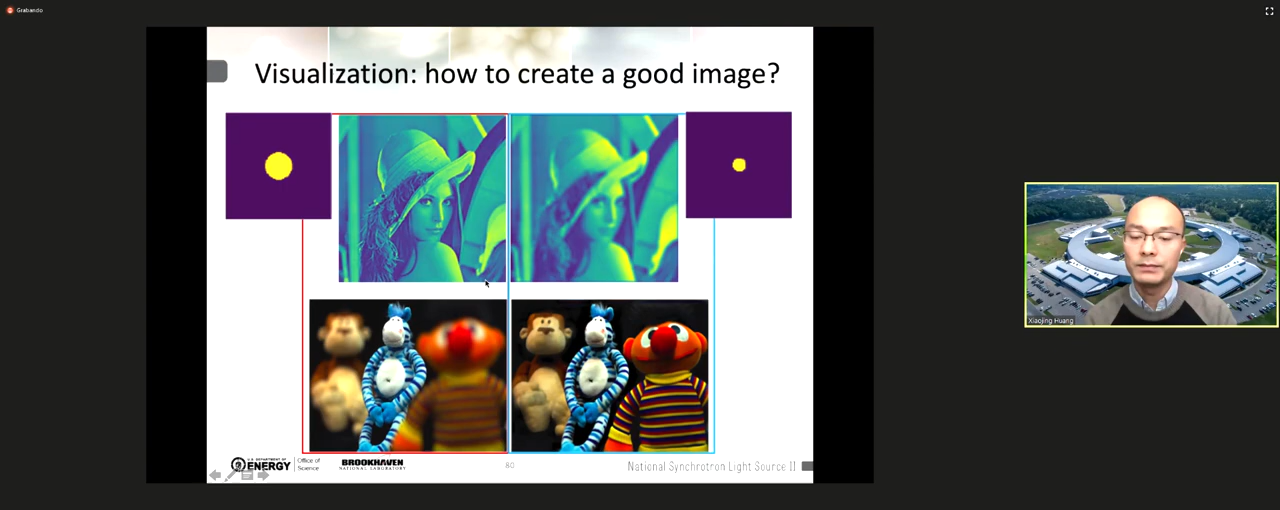 Grabando
Visualization: how to create a good image?
Xiaojing Huang
U.S. DEPARTMENT OF
ENERGY
Office of
Science
BROOKHAVEN
NATIONAL LABORATORY
80
National Synchrotron Light Source II